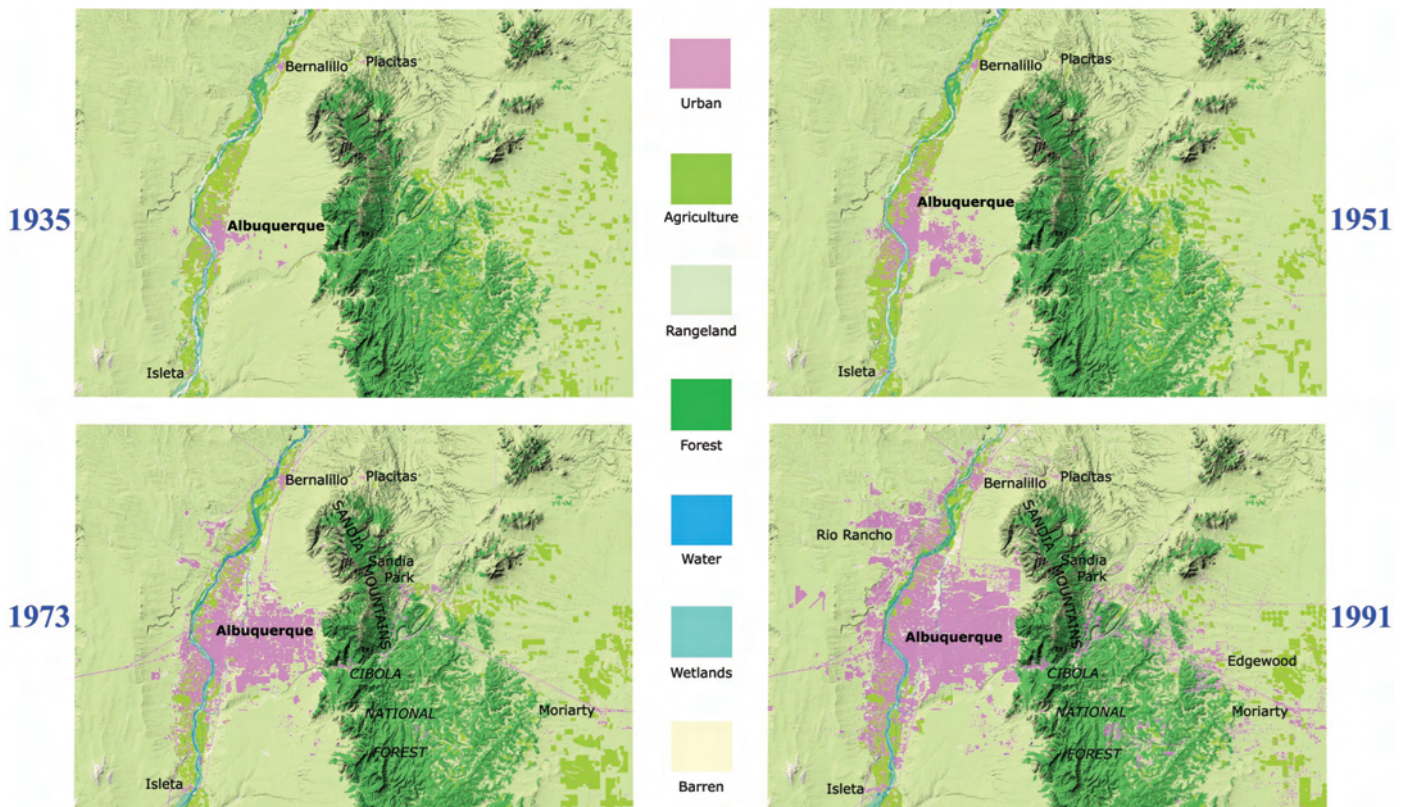 1935
Bernalillo
Placitas
Albuquerque
Isleta
Urban
Agriculture
Rangeland
Forest
Water
Wetlands
Barren
1951
Bernalillo
Placitas
Albuquerque
Isleta
1973
Bernalillo
Placitas
SANDIA MOUNTAINS
Sandia
Park
Albuquerque
CIBOLA
NATIONAL
FOREST
Moriarty
Isleta
1991
Bernalillo
Placitas
Rio Rancho
SANDIA MOUNTAINS
Sandia
Park
Albuquerque
CIBOLA
NATIONAL
FOREST
Edgewood
Moriarty
Isleta